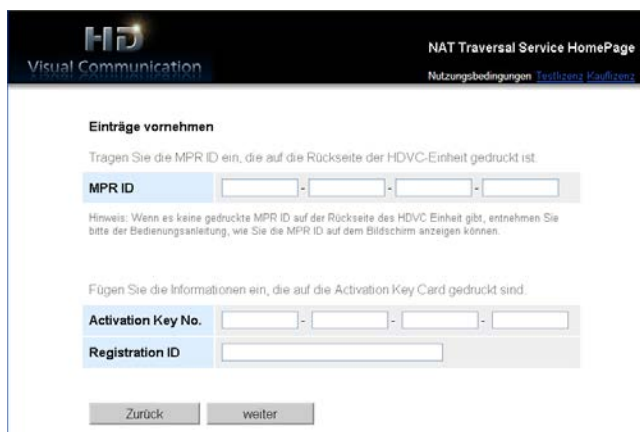 HD
Visual Communication
NAT Traversal Service HomePage
Nutzungsbedingungen Testlizenz Kauflizenz
Einträge vornehmen
Tragen Sie die MPR ID ein, die auf die Rückseite der HDVC-Einheit gedruckt ist.
MPR ID - - -
Hinweis: Wenn es keine gedruckte MPR ID auf der Rückseite des HDVC Einheit gibt, entnehmen Sie
bitte der Bedienungsanleitung, wie Sie die MPR ID auf dem Bildschirm anzeigen können.
Fügen Sie die Informationen ein, die auf die Activation Key Card gedruckt sind.
Activation Key No. - - -
Registration ID
Zurück weiter